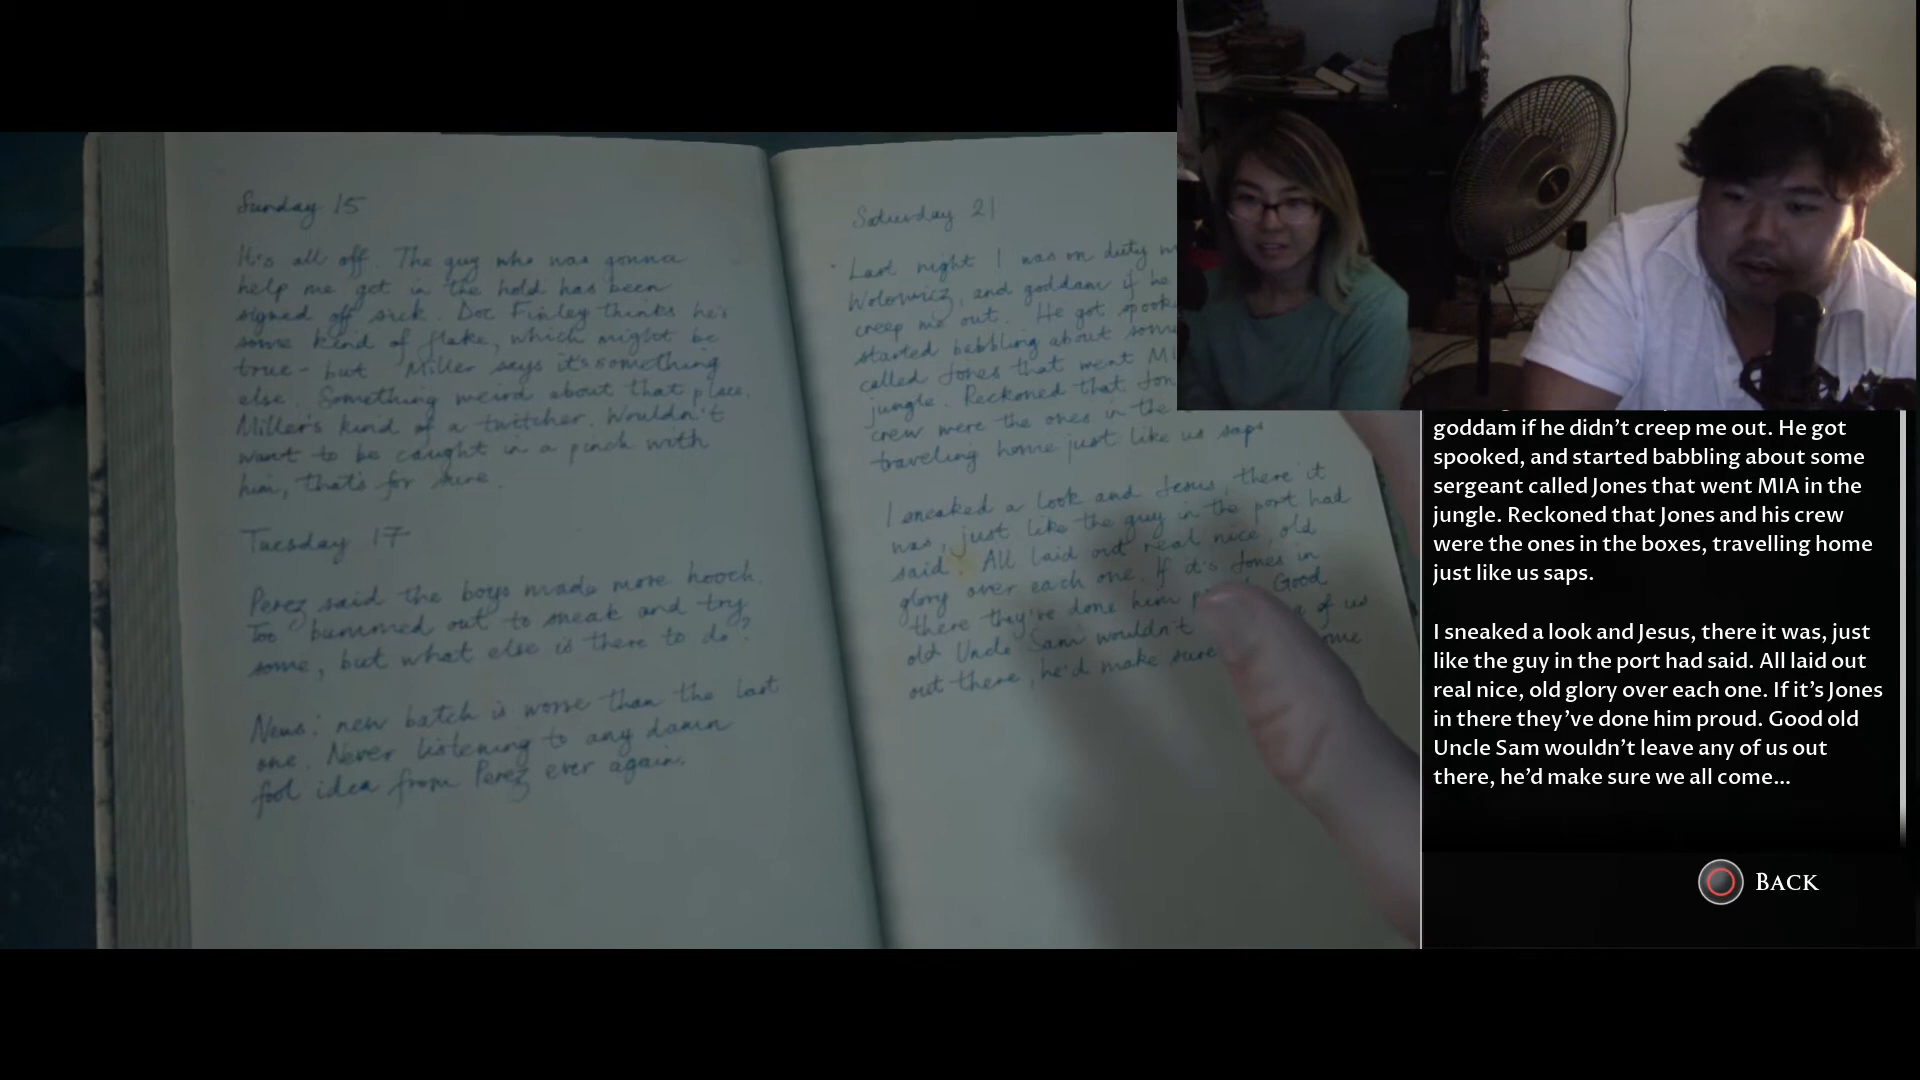 Sunday 15
It's all off. The guy who was gonna
help me get in the hold has been
signed off sick. Doc Finley thinks he's
some kind of flake, which might be
true - but Miller says it's something
else. Something weird about that place.
Miller's kind of a twitcher. Wouldn't
want to be caught in a pinch with
him, that's for sure.
Tuesday 17
Perez said the boys made more hooch.
Too bummed out to sneak and try
some, but what else is there to do?
News: new batch is worse than the last
one. Never listening to any damn
fool idea from Perez ever again.
Saturday 21
Last night I was on duty
Wolowicz, and goddam if he
creep me out. He got
started babbling about
called Jones that went
jungle. Reckoned that
crew were the ones in the
traveling home just like us saps
I sneaked a look and Jesus, there it
was, just like the guy in the port had
said. All laid out real nice, old
glory over each one. If it's Jones in
there they've done him Good
old Uncle Sam wouldn't of us
out there, he'd make sure
goddam if he didn't creep me out. He got
spooked, and started babbling about some
sergeant called Jones that went MIA in the
jungle. Reckoned that Jones and his crew
were the ones in the boxes, travelling home
just like us saps.
I sneaked a look and Jesus, there it was, just
like the guy in the port had said. All laid out
real nice, old glory over each one. If it's Jones
in there they've done him proud. Good old
Uncle Sam wouldn't leave any of us out
there, he'd make sure we all come...
BACK